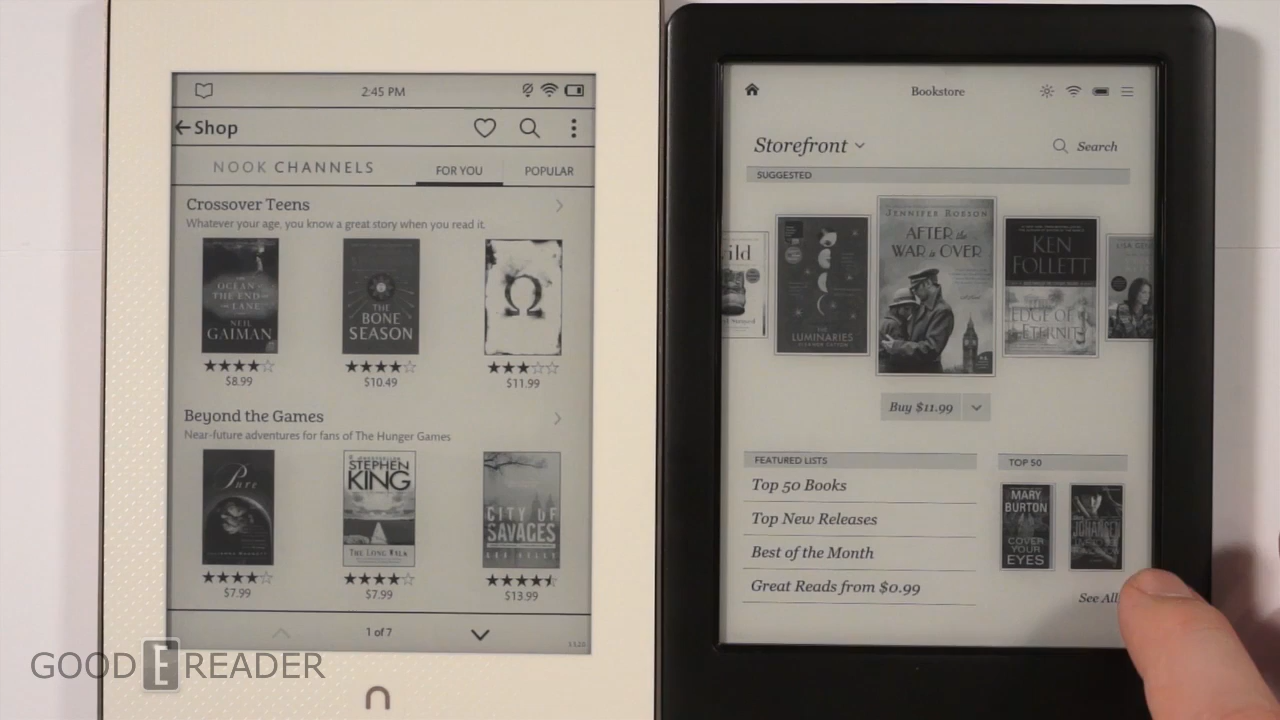 2:45 PM
Shop
NOOK CHANNELS
FOR YOU
POPULAR
Crossover Teens
Whatever your age, you know a great story when you read it.
OCEAN
THE END
LANE
NEIL
GAIMAN
THE
BONE
SEASON
Ω
$8.99
$10.49
$11.99
Beyond the Games
Near-future adventures for fans of The Hunger Games
Pure
STEPHEN
KING
THE LONG WALK
CITY OF
SAVAGES
$7.99
$7.99
$13.99
1 of 7
n
GOOD E READER
Bookstore
Storefront
Search
SUGGESTED
ild
THE
LUMINARIES
JENNIFER ROBSON
AFTER the
WAR is OVER
KEN
FOLLETT
EDGE OF
ETERNITY
Buy $11.99
FEATURED LISTS
Top 50 Books
Top New Releases
Best of the Month
Great Reads from $0.99
TOP 50
MARY
BURTON
COVER
YOUR
EYES
See All